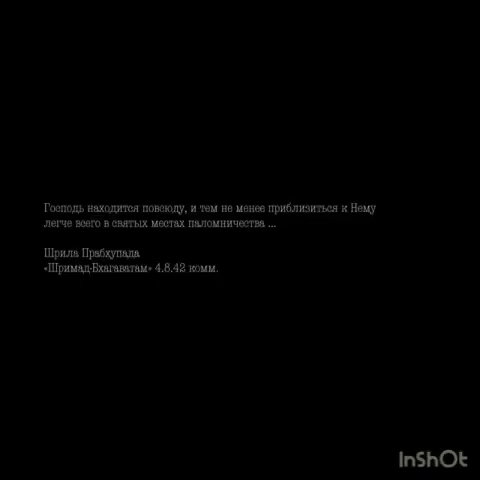 Господь находится повсюду, и тем не менее приблизиться к Нему
легче всего в святых местах паломничества ...
Шрила Прабхупада
«Шримад-Бхагаватам» 4.8.42 комм.
InShOt